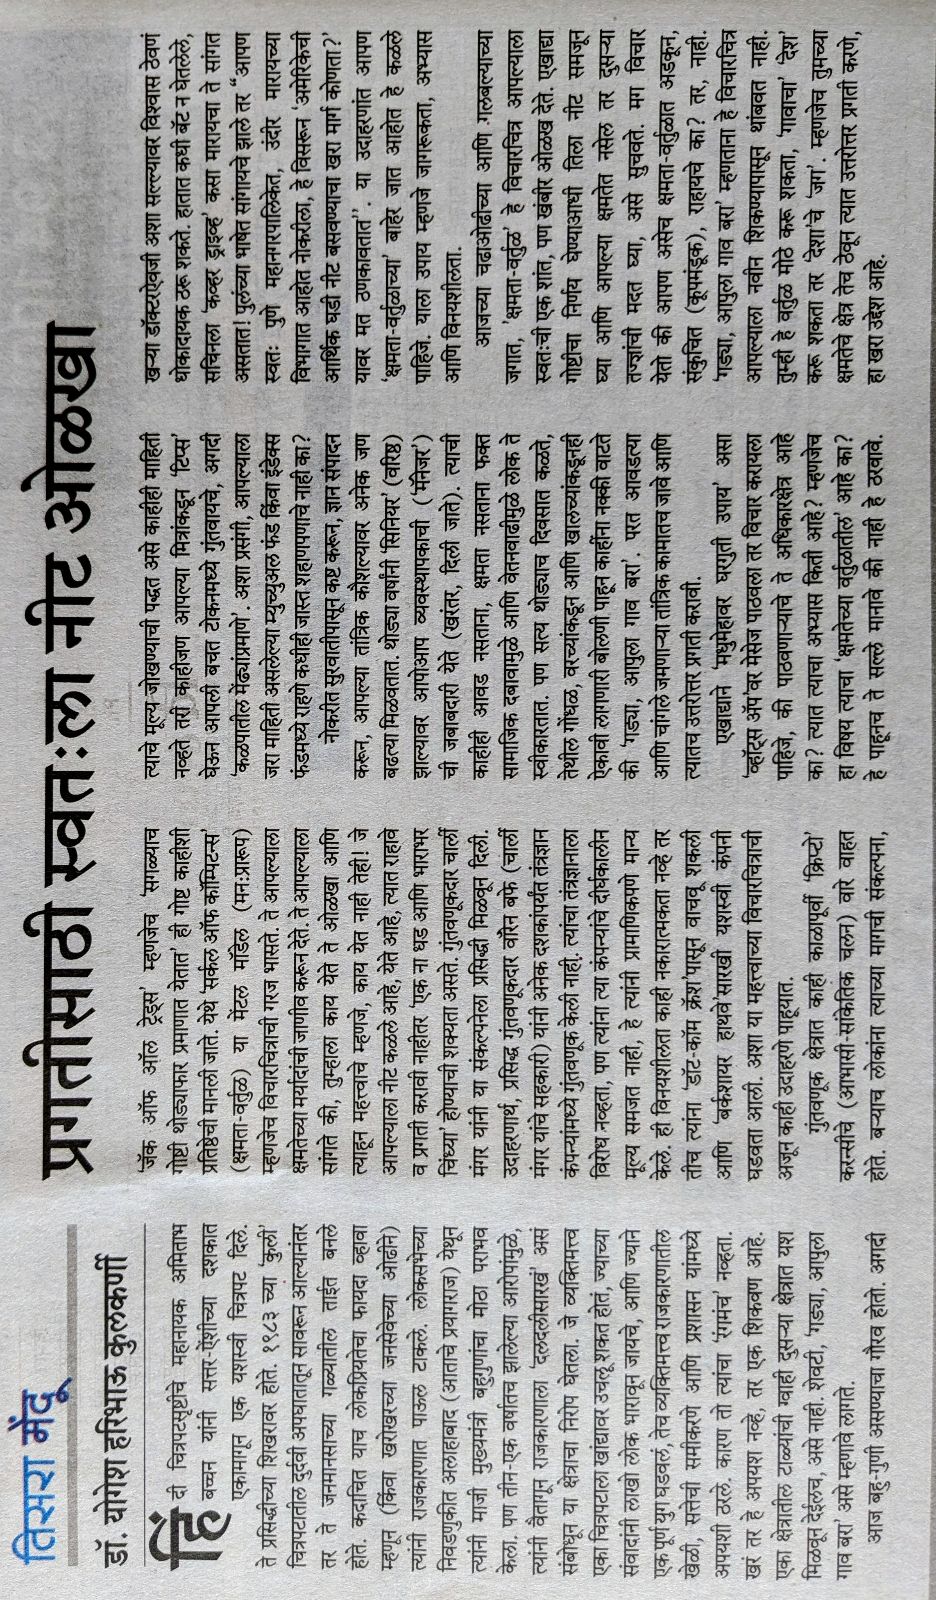 तिसरा मेंदू
प्रगतीसाठी स्वतःला नीट ओळखा
डॉ. योगेश हरिभाऊ कुलकर्णी
हिंदी चित्रपटसृष्टीचे महानायक अमिताभ
बच्चन यांनी सत्तर-ऐंशीच्या दशकात
एकामागून एक यशस्वी चित्रपट दिले.
ते प्रसिद्धीच्या शिखरावर होते. १९८३ च्या ‘कुली’
चित्रपटातील दुर्दवी अपघातातून सावरून आल्यानंतर
तर ते जनमानसाच्या गळ्यातील ताईत बनले
होते. कदाचित याच लोकप्रियतेचा फायदा व्हावा
म्हणून (किंवा खरोखरच्या जनसेवेच्या ओढीने)
त्यांनी राजकारणात पाऊल टाकले. लोकसभेच्या
निवडणुकीत अलाहाबाद (आताचे प्रयागराज) येथून
त्यांनी माजी मुख्यमंत्री बहुगुणांचा मोठा पराभव
केला. पण तीन-एक वर्षातच झालेल्या आरोपांमुळे,
त्यांनी वैतागून राजकारणाला ‘दलदलीसारखं’ असं
संबोधून या क्षेत्राचा निरोप घेतला. जे व्यक्तिमत्त्व
एका चित्रपटाला खांद्यावर उचलू शकत होतं, ज्याच्या
संवादांनी लाखो लोक भारावून जायचे, आणि ज्याने
एक पूर्ण युग घडवलं, तेच व्यक्तिमत्त्व राजकारणातील
खेळी, सत्तेची समीकरणे आणि प्रशासन यांमध्ये
अपयशी ठरले. कारण तो त्यांचा ‘रंगमंच’ नव्हता.
खरं तर हे अपयश नव्हे, तर एक शिकवण आहे.
एका क्षेत्रातील टाळ्यांची ग्वाही दुसऱ्या क्षेत्रात यश
मिळवून देईलच, असे नाही. शेवटी, ‘गड्या, आपुला
गाव बरा’ असे म्हणावे लागते.
आज बहु-गुणी असण्याचा गौरव होतो. अगदी
‘जॅक ऑफ ऑल ट्रेड्स’ म्हणजेच ‘सगळ्याच
गोष्टी थोड्याफार प्रमाणात येतात’ ही गोष्ट काहीशी
प्रतिष्ठेची मानली जाते. येथे ‘सर्कल ऑफ कॉम्पिटन्स’
(क्षमता-वर्तुळ) या मेंटल मॉडेल (मनःप्रारूप)
म्हणजेच विचारचित्राची गरज भासते. ते आपल्याला
क्षमतेच्या मर्यादांची जाणीव करून देते. ते आपल्याला
सांगते की, तुम्हाला काय येते ते ओळखा आणि
त्याहून महत्त्वाचे म्हणजे, काय येत नाही तेही! जे
आपल्याला नीट कळले आहे, येते आहे, त्यात राहावे
व प्रगती करावी नाहीतर ‘एक ना धड आणि भाराभर
चिंध्या’ होण्याची शक्यता असते. गुंतवणूकदार चार्ली
मंगर यांनी या संकल्पनेला प्रसिद्धी मिळवून दिली.
उदाहरणार्थ, प्रसिद्ध गुंतवणूकदार वॉरेन बफे (चार्ली
मंगर यांचे सहकारी) यांनी अनेक दशकांपर्यंत तंत्रज्ञान
कंपन्यांमध्ये गुंतवणूक केली नाही. त्यांचा तंत्रज्ञानाला
विरोध नव्हता, पण त्यांना त्या कंपन्यांचे दीर्घकालीन
मूल्य समजत नाही, हे त्यांनी प्रामाणिकपणे मान्य
केले. ही विनयशीलता काही नकारात्मकता नव्हे तर
तीच त्यांना ‘डॉट-कॉम क्रॅश’पासून वाचवू शकली
आणि ‘बर्कशायर हाथवे’सारखी यशस्वी कंपनी
घडवता आली. अशा या महत्त्वाच्या विचारचित्राची
अजून काही उदाहरणे पाहूयात.
गुंतवणूक क्षेत्रात काही काळापूर्वी ‘क्रिप्टो’
करन्सीचे (आभासी-सांकेतिक चलन) वारे वाहत
होते. बऱ्याच लोकांना त्याच्या मागची संकल्पना,
त्याचे मूल्य जोखण्याची पद्धत असे काहीही माहिती
नव्हते तरी काहीजण आपल्या मित्रांकडून ‘टिप्स’
घेऊन आपली बचत टोकनमध्ये गुंतवायचे, अगदी
‘कळपातील मेंढ्यांप्रमाणे’. अशा प्रसंगी, आपल्याला
जरा माहिती असलेल्या म्युच्युअल फंड किंवा इंडेक्स
फंडमध्ये राहणे कधीही जास्त शहाणपणाचे नाही का?
नोकरीत सुरवातीपासून कष्ट करून, ज्ञान संपादन
करून, आपल्या तांत्रिक कौशल्यावर अनेक जण
बढत्या मिळवतात. थोड्या वर्षांनी ‘सिनियर’ (वरिष्ठ)
झाल्यावर आपोआप व्यवस्थापकाची (‘मॅनेजर’)
ची जबाबदारी येते (खरंतर, दिली जाते). त्याची
काहीही आवड नसताना, क्षमता नसताना फक्त
सामाजिक दबावामुळे आणि वेतनवाढीमुळे लोक ते
स्वीकारतात. पण सत्य थोड्याच दिवसात कळते,
तेथील गोंधळ, वरच्यांकडून आणि खालच्यांकडूनही
ऐकावी लागणारी बोलणी पाहून काहींना नक्की वाटते
की ‘गड्या, आपुला गाव बरा’. परत आवडत्या
आणि चांगले जमणाऱ्या तांत्रिक कामातच जावे आणि
त्यातच उत्तरोत्तर प्रगती करावी.
एखाद्याने ‘मधुमेहावर घरगुती उपाय’ असा
‘व्हॉट्स ॲप’वर मेसेज पाठवला तर विचार करायला
पाहिजे, की पाठवणाऱ्याचे ते अधिकारक्षेत्र आहे
का? त्यात त्याचा अभ्यास किती आहे? म्हणजेच
हा विषय त्याचा ‘क्षमतेच्या वर्तुळातील’ आहे का?
हे पाहूनच ते सल्ले मानावे की नाही हे ठरवावे.
खऱ्या डॉक्टरऐवजी अशा सल्ल्यावर विश्वास ठेवणं
धोकादायक ठरू शकते. हातात कधी बॅट न घेतलेले,
सचिनला ‘कव्हर ड्राइव्ह’ कसा मारायचा ते सांगत
असतात! पुलंच्या भाषेत सांगायचे झाले तर “आपण
स्वतः पुणे महानगरपालिकेत, उंदीर मारायच्या
विभागात आहोत नोकरीला, हे विसरून ‘अमेरिकेची
आर्थिक घडी नीट बसवण्याचा खरा मार्ग कोणता?’
यावर मत ठणकावतात’’. या उदाहरणांत आपण
‘क्षमता-वर्तुळाच्या’ बाहेर जात आहोत हे कळले
पाहिजे. याला उपाय म्हणजे जागरूकता, अभ्यास
आणि विनयशीलता.
आजच्या चढाओढीच्या आणि गलबल्याच्या
जगात, ’क्षमता-वर्तुळ’ हे विचारचित्र आपल्याला
स्वतःची एक शांत, पण खंबीर ओळख देते. एखाद्या
गोष्टीचा निर्णय घेण्याआधी तिला नीट समजून
घ्या आणि आपल्या क्षमतेत नसेल तर दुसऱ्या
तज्ज्ञांची मदत घ्या, असे सुचवते. मग विचार
येतो की आपण असेच क्षमता-वर्तुळात अडकून,
संकुचित (कूपमंडूक), राहायचे का? तर, नाही.
‘गड्या, आपुला गाव बरा’ म्हणताना हे विचारचित्र
आपल्याला नवीन शिकण्यापासून थांबवत नाही.
तुम्ही हे वर्तुळ मोठे करू शकता, ‘गावाचा’ ‘देश’
करू शकता तर ‘देशा’चे ‘जग’. म्हणजेच तुमच्या
क्षमतेचे क्षेत्र तेच ठेवून त्यात उत्तरोत्तर प्रगती करणे,
हा खरा उद्देश आहे.